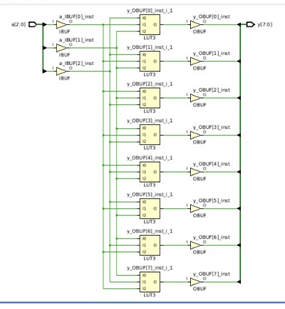 a[2:0]
a_IBUF[0]_inst
I
O
IBUF
a_IBUF[1]_inst
I
O
IBUF
a_IBUF[2]_inst
I
O
IBUF
y_OBUF[0]_inst_i_1
I0
I1
I2
O
LUT3
y_OBUF[0]_inst
I
O
OBUF
y[7:0]
y_OBUF[1]_inst_i_1
I0
I1
I2
O
LUT3
y_OBUF[1]_inst
I
O
OBUF
y_OBUF[2]_inst_i_1
I0
I1
I2
O
LUT3
y_OBUF[2]_inst
I
O
OBUF
y_OBUF[3]_inst_i_1
I0
I1
I2
O
LUT3
y_OBUF[3]_inst
I
O
OBUF
y_OBUF[4]_inst_i_1
I0
I1
I2
O
LUT3
y_OBUF[4]_inst
I
O
OBUF
y_OBUF[5]_inst_i_1
I0
I1
I2
O
LUT3
y_OBUF[5]_inst
I
O
OBUF
y_OBUF[6]_inst_i_1
I0
I1
I2
O
LUT3
y_OBUF[6]_inst
I
O
OBUF
y_OBUF[7]_inst_i_1
I0
I1
I2
O
LUT3
y_OBUF[7]_inst
I
O
OBUF